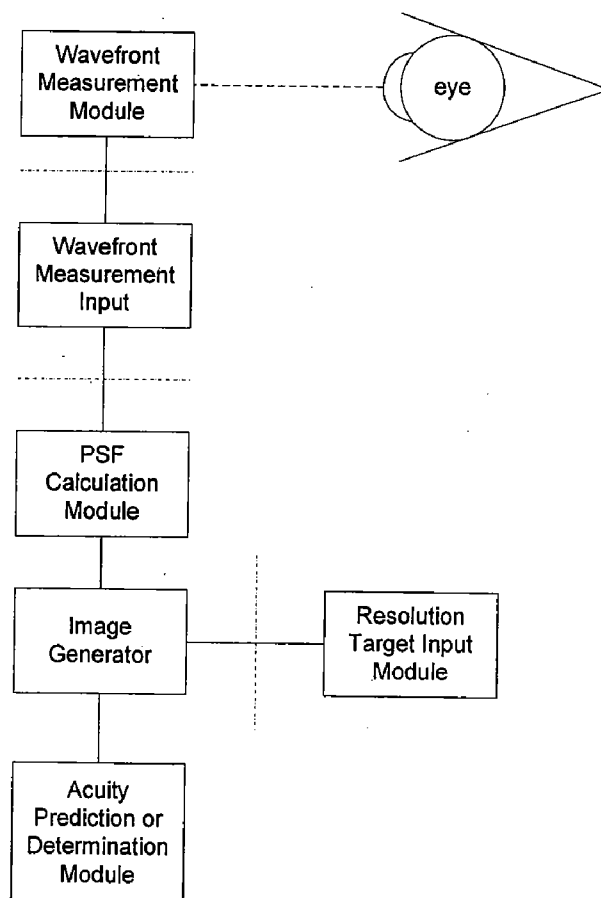 Wavefront
Measurement
Module
eye
Wavefront
Measurement
Input
PSF
Calculation
Module
Image
Generator
Resolution
Target Input
Module
Acuity
Prediction or
Determination
Module